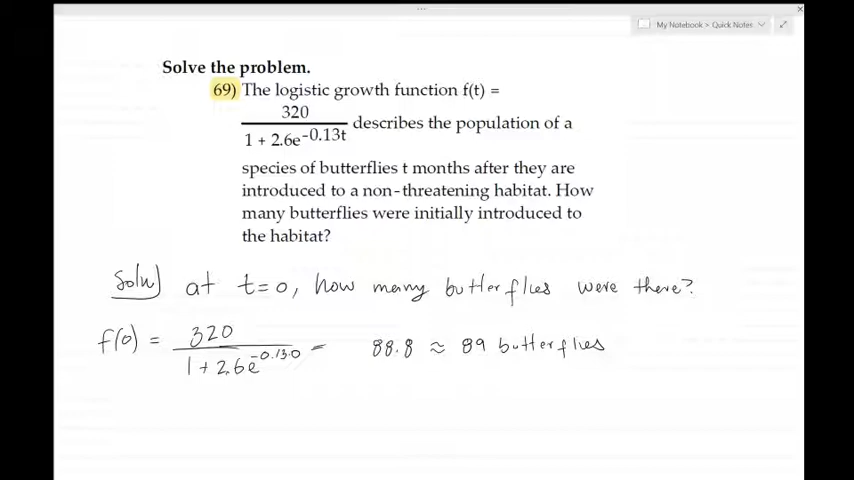 My Notebook > Quick Notes
Solve the problem.
69) The logistic growth function f(t) =
320
1 + 2.6e^-0.13t describes the population of a
species of butterflies t months after they are
introduced to a non-threatening habitat. How
many butterflies were initially introduced to
the habitat?
Soln) at t=0, how many butterflies were there?
f(0) = 320 / 1 + 2.6e^-0.13·0 = 88.8 ≈ 89 butterflies